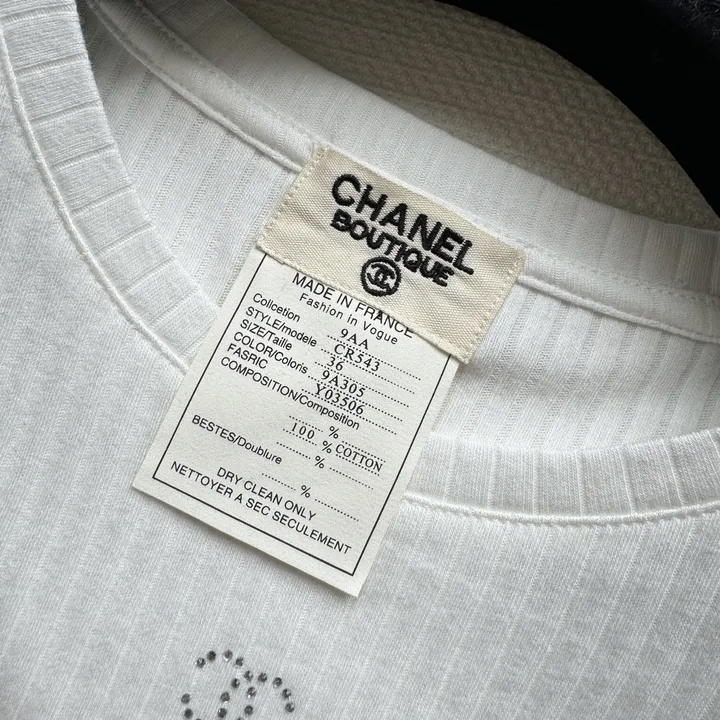 CHANEL
BOUTIQUE
MADE IN FRANCE
Fashion in Vogue
Collcetion 9AA
STYLE/modele CR543
SIZE/Taille 36
COLOR/Coloris 9A305
FASRIC Y03506
COMPOSITION/Composition
%
100 % COTTON
BESTES/Doublure %
%
DRY CLEAN ONLY
NETTOYER A SEC SECULEMENT